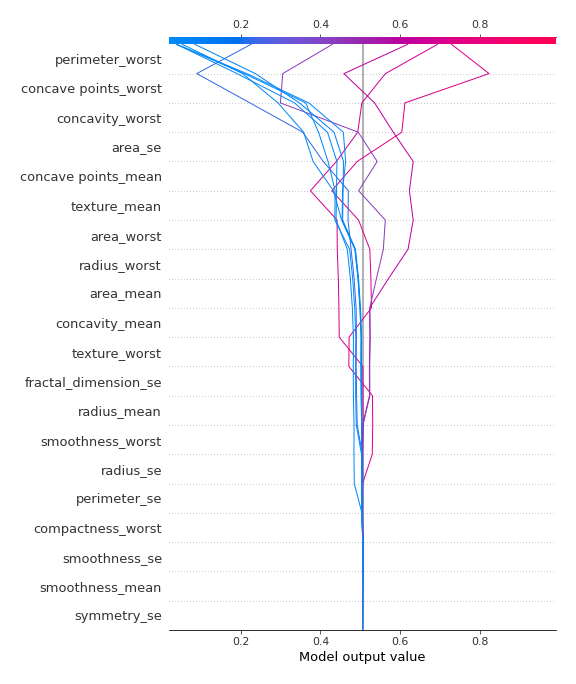 0.2 0.4 0.6 0.8
perimeter_worst
concave points_worst
concavity_worst
area_se
concave points_mean
texture_mean
area_worst
radius_worst
area_mean
concavity_mean
texture_worst
fractal_dimension_se
radius_mean
smoothness_worst
radius_se
perimeter_se
compactness_worst
smoothness_se
smoothness_mean
symmetry_se
0.2 0.4 0.6 0.8
Model output value